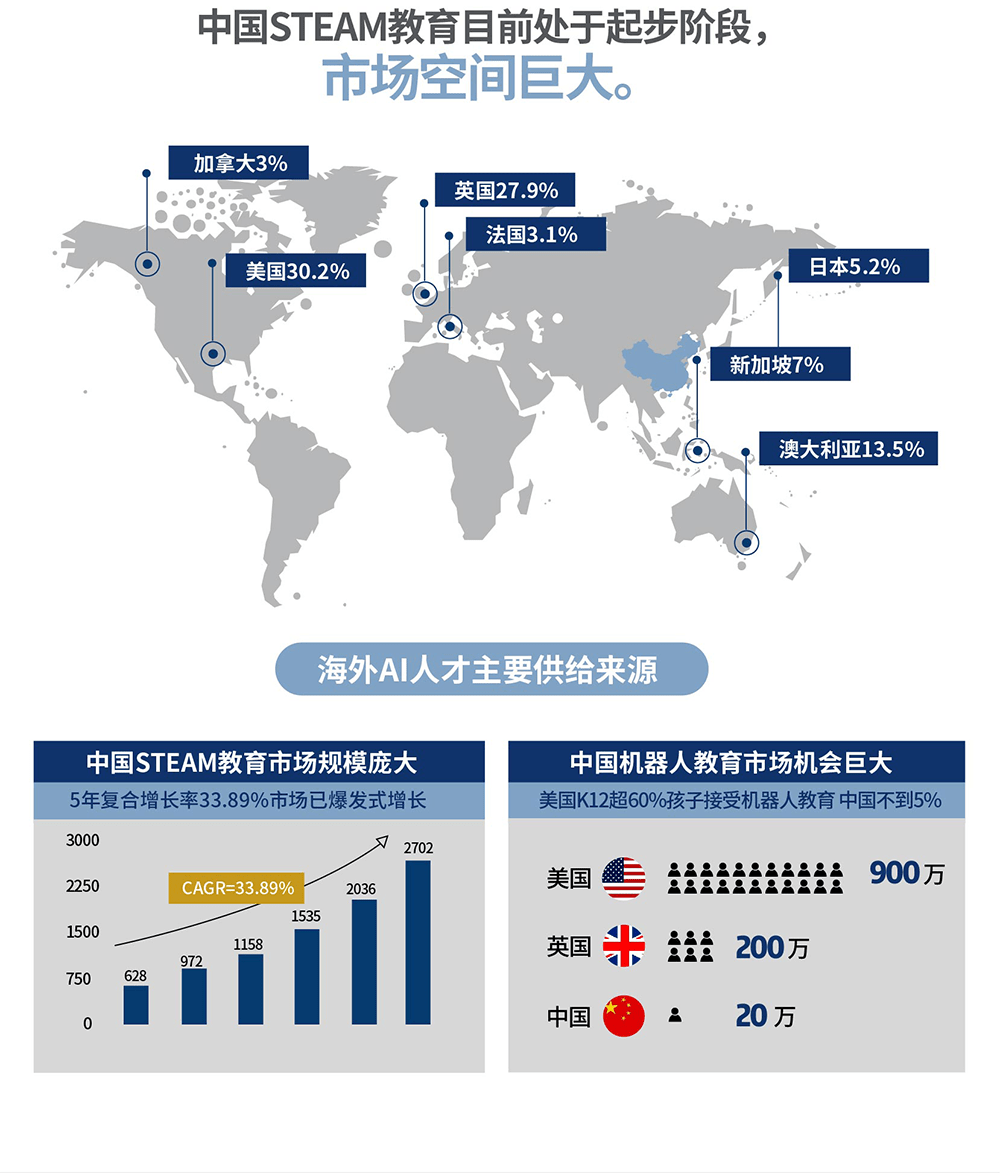 中国STEAM教育目前处于起步阶段，
市场空间巨大。
加拿大3%
英国27.9%
法国3.1%
美国30.2%
日本5.2%
新加坡7%
澳大利亚13.5%
海外AI人才主要供给来源
中国STEAM教育市场规模庞大
5年复合增长率33.89%市场已爆发式增长
3000
2250
1500
750
0
CAGR=33.89%
628
972
1158
1535
2036
2702
中国机器人教育市场机会巨大
美国K12超60%孩子接受机器人教育 中国不到5%
美国 900 万
英国 200 万
中国 20 万